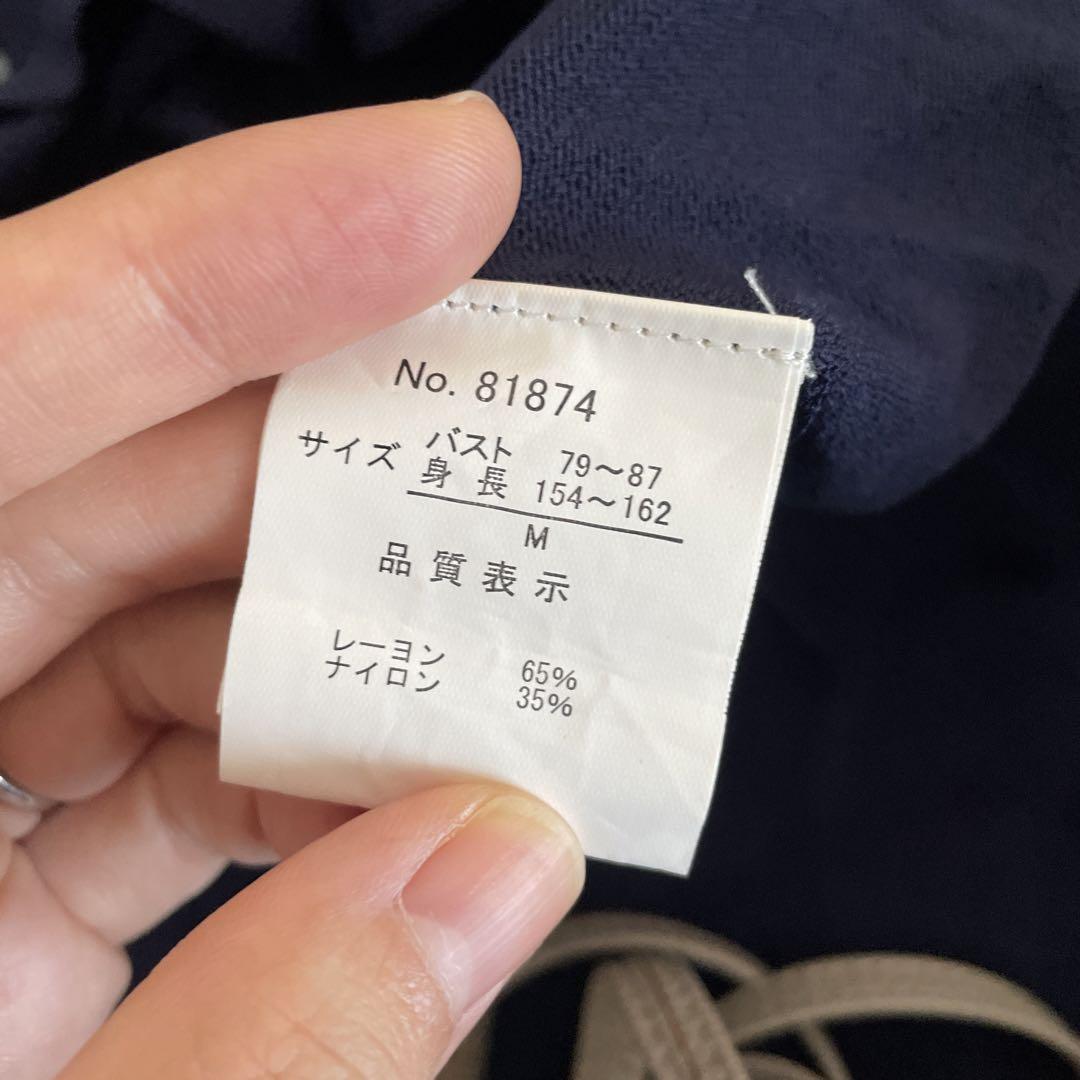 No. 81874
サイズ バスト 79～87
身長 154～162
M
品質表示
レーヨン 65%
ナイロン 35%